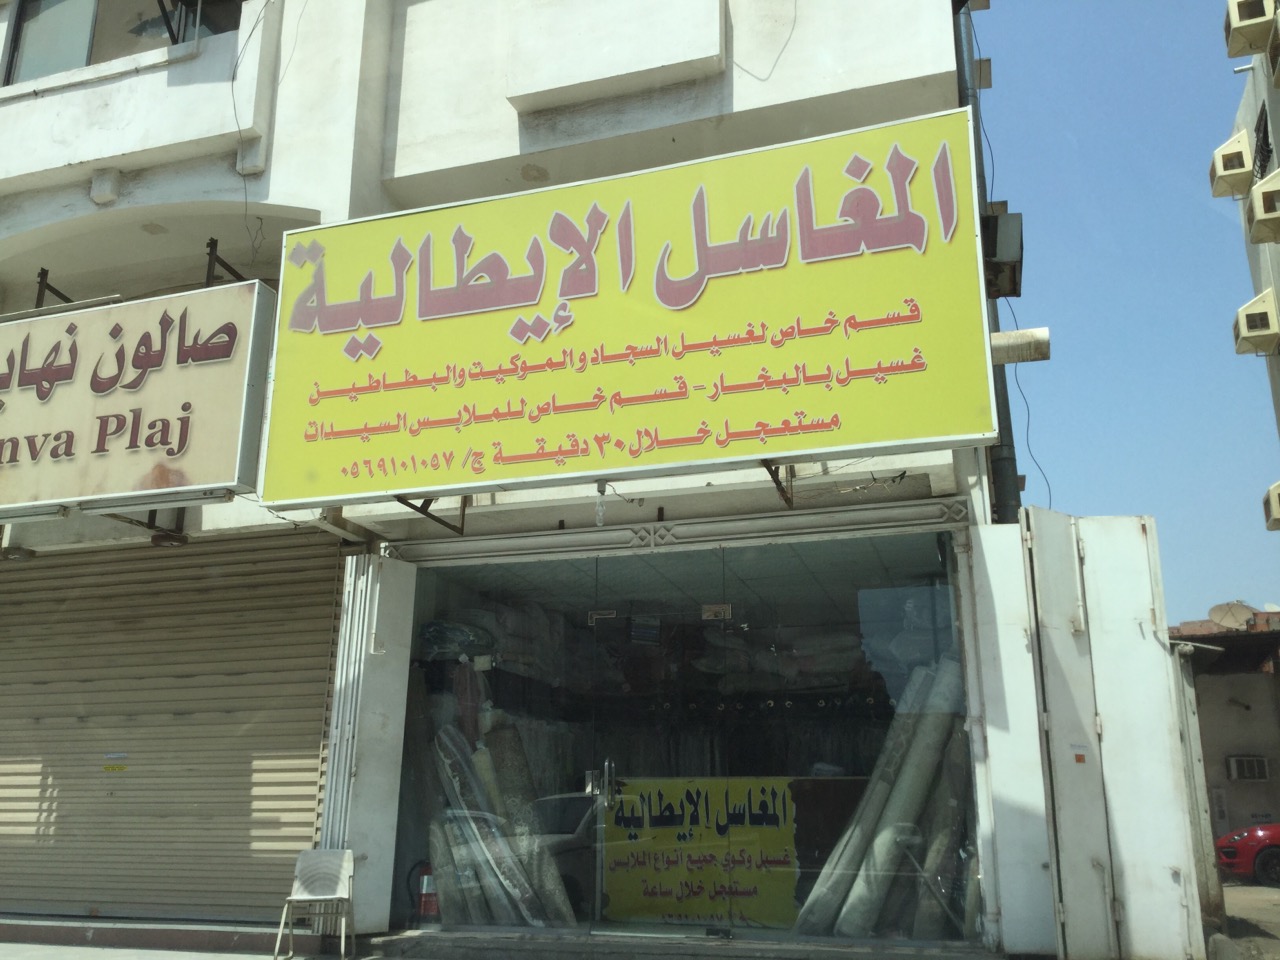 المغاسل الإيطالية
قسم خاص لغسيل السجاد والموكيت والبطاطين
غسيل بالبخار - قسم خاص للملابس السيدات
مستعجل خلال ٣٠ دقيقة ج/ ٠٥٦٩١٠١٠٥٧
صالون
nva Plaj
المغاسل الإيطالية
غسيل وكوي جميع أنواع الملابس
مستعجل خلال ساعة